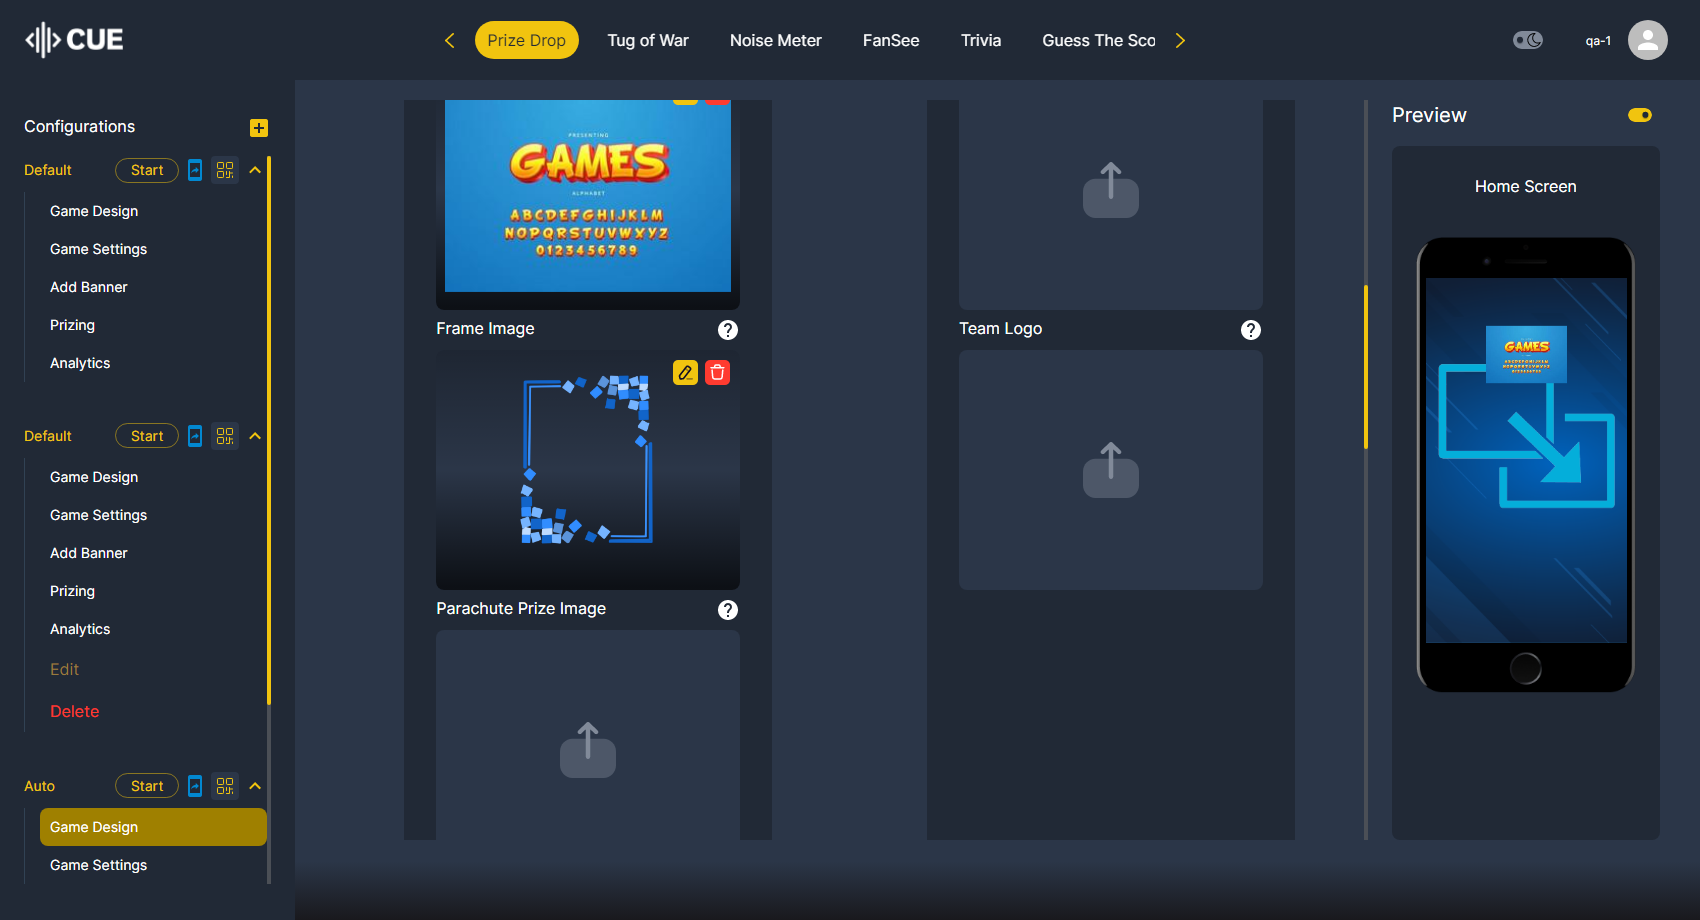 CUE
Prize Drop
Tug of War
Noise Meter
FanSee
Trivia
Guess The Sco
qa-1
Configurations
Default
Start
Game Design
Game Settings
Add Banner
Prizing
Analytics
Default
Start
Game Design
Game Settings
Add Banner
Prizing
Analytics
Edit
Delete
Auto
Start
Game Design
Game Settings
PRESENTING
GAMES
ALPHABET
ABCDEFGHIJKLM
NOPQRSTUVWXYZ
0123456789
Frame Image
Parachute Prize Image
Team Logo
Preview
Home Screen
GAMES